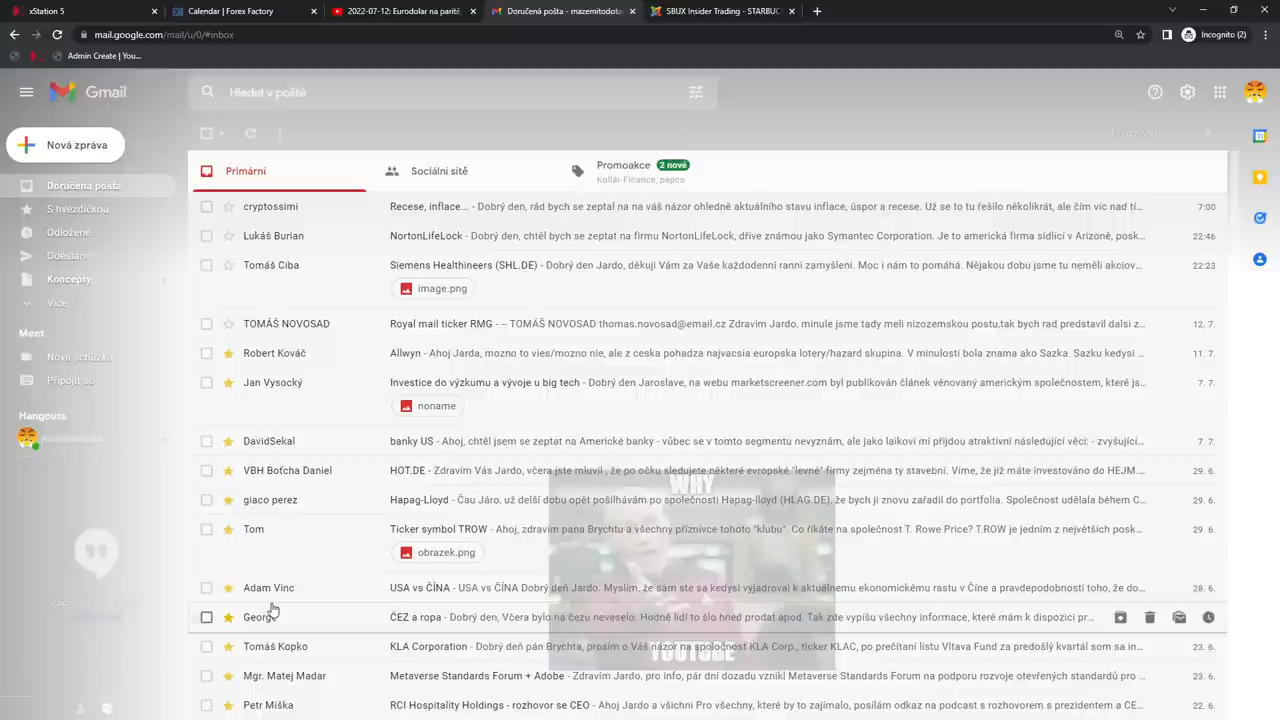 xStation 5
Calendar | Forex Factory
2022-07-12: Eurodolar na parite
Doručená pošta - mazemitodota
SBUX Insider Trading - STARBUC
mail.google.com/mail/u/0/#inbox
Incognito (2)
Admin Create | You...
Gmail
Hledat v poště
Nová zpráva
Doručená pošta
S hvězdičkou
Odložené
Odeslané
Koncepty
Více
Meet
Nová schůzka
Připojit se
Hangouts
Primární
Sociální sítě
Promoakce 2 nové
Kollár-Finance, pepco
cryptossimi Recese, inflace... - Dobrý den, rád bych se zeptal na na váš názor ohledně aktuálního stavu inflace, úspor a recese. Už se to tu řešilo několikrát, ale čím víc nad tí... 7:00
Lukáš Burian NortonLifeLock - Dobrý den, chtěl bych se zeptat na firmu NortonLifeLock, dříve známou jako Symantec Corporation. Je to americká firma sídlící v Arizoně, posk... 22:46
Tomáš Ciba Siemens Healthineers (SHL.DE) - Dobrý den, děkuji Vám za Vaše každodenní ranní zamyšlení. Moc i nám to pomáhá. Nějakou dobu jsme tu neměli akciov... 22:23
image.png
TOMÁŠ NOVOSAD Royal mail ticker RMG - -- TOMÁŠ NOVOSAD thomas.novosad@email.cz Zdravim Jardo, minule jsme tady meli nizozemskou postu,tak bych rad predstavil dalsi z... 12. 7.
Robert Kováč Allwyn - Ahoj Jarda, mozno to vies/mozno nie, ale z ceska pohadza najvacsia europska lotery/hazard skupina. V minulosti bola znama ako Sazka. Sazku kedysi ... 11. 7.
Jan Vysocký Investice do výzkumu a vývoje u big tech - Dobrý den Jaroslave, na webu marketscreener.com byl publikován článek věnovaný americkým společnostem, které js... 7. 7.
noname
DavidSekal banky US - Ahoj, chtěl jsem se zeptat na Americké banky - vůbec se v tomto segmentu nevyznám, ale jako laikovi mi přijdou atraktivní následující věci: - zvyšující... 7. 7.
VBH Boťcha Daniel HOT.DE - Zdravím Vás Jardo, včera jste mluvil , že po očku sledujete některé evropské "levné" firmy zejména ty stavební. Víme, že již máte investováno do HEJM.... 29. 6.
giaco perez Hapag-Lloyd - Čau Járo, už delší dobu opět pošilhávám po společnosti Hapag-lloyd (HLAG.DE), že bych ji znovu zařadil do portfolia. Společnost udělala během C... 29. 6.
Tom Ticker symbol TROW - Ahoj, zdravím pana Brychtu a všechny příznivce tohoto "klubu". Co říkáte na společnost T. Rowe Price? T.ROW je jedním z největších posk... 29. 6.
obrazek.png
Adam Vinc USA vs ČÍNA - USA vs ČÍNA Dobrý deň Jardo. Myslím, že sám ste sa kedysi vyjadroval k aktuálnemu ekonomickému rastu v Číne a pravdepodobnosti toho, že do... 28. 6.
ČEZ a ropa - Dobrý den, Včera bylo na čezu neveselo. Hodně lidí to šlo hned prodat apod. Tak zde vypíšu všechny informace, které mám k dispozici pr...
Tomáš Kopko KLA Corporation - Dobrý deň pán Brychta, prosím o Váš názor na spoločnosť KLA Corp., ticker KLAC, po prečítaní listu Vltava Fund za predošlý kvartál som sa int... 23. 6.
Mgr. Matej Madar Metaverse Standards Forum + Adobe - Zdravím Jardo, pro info, pár dní dozadu vznikl Metaverse Standards Forum na podporu rozvoje otevřených standardů pro ... 23. 6.
Petr Miška RCI Hospitality Holdings - rozhovor se CEO - Ahoj Jardo a všichni Pro všechny, které by to zajímalo, posílám odkaz na podcast s rozhovorem s prezidentem a CE... 22. 6.
WHY
YOUTUBE